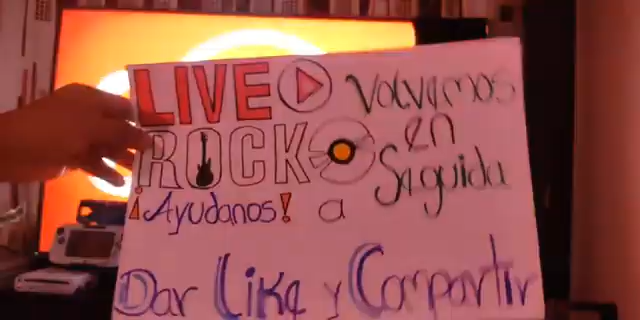 LIVE
ROCK
Volvemos
en
Seguida
¡Ayudanos! a
Dar Like y Compartir